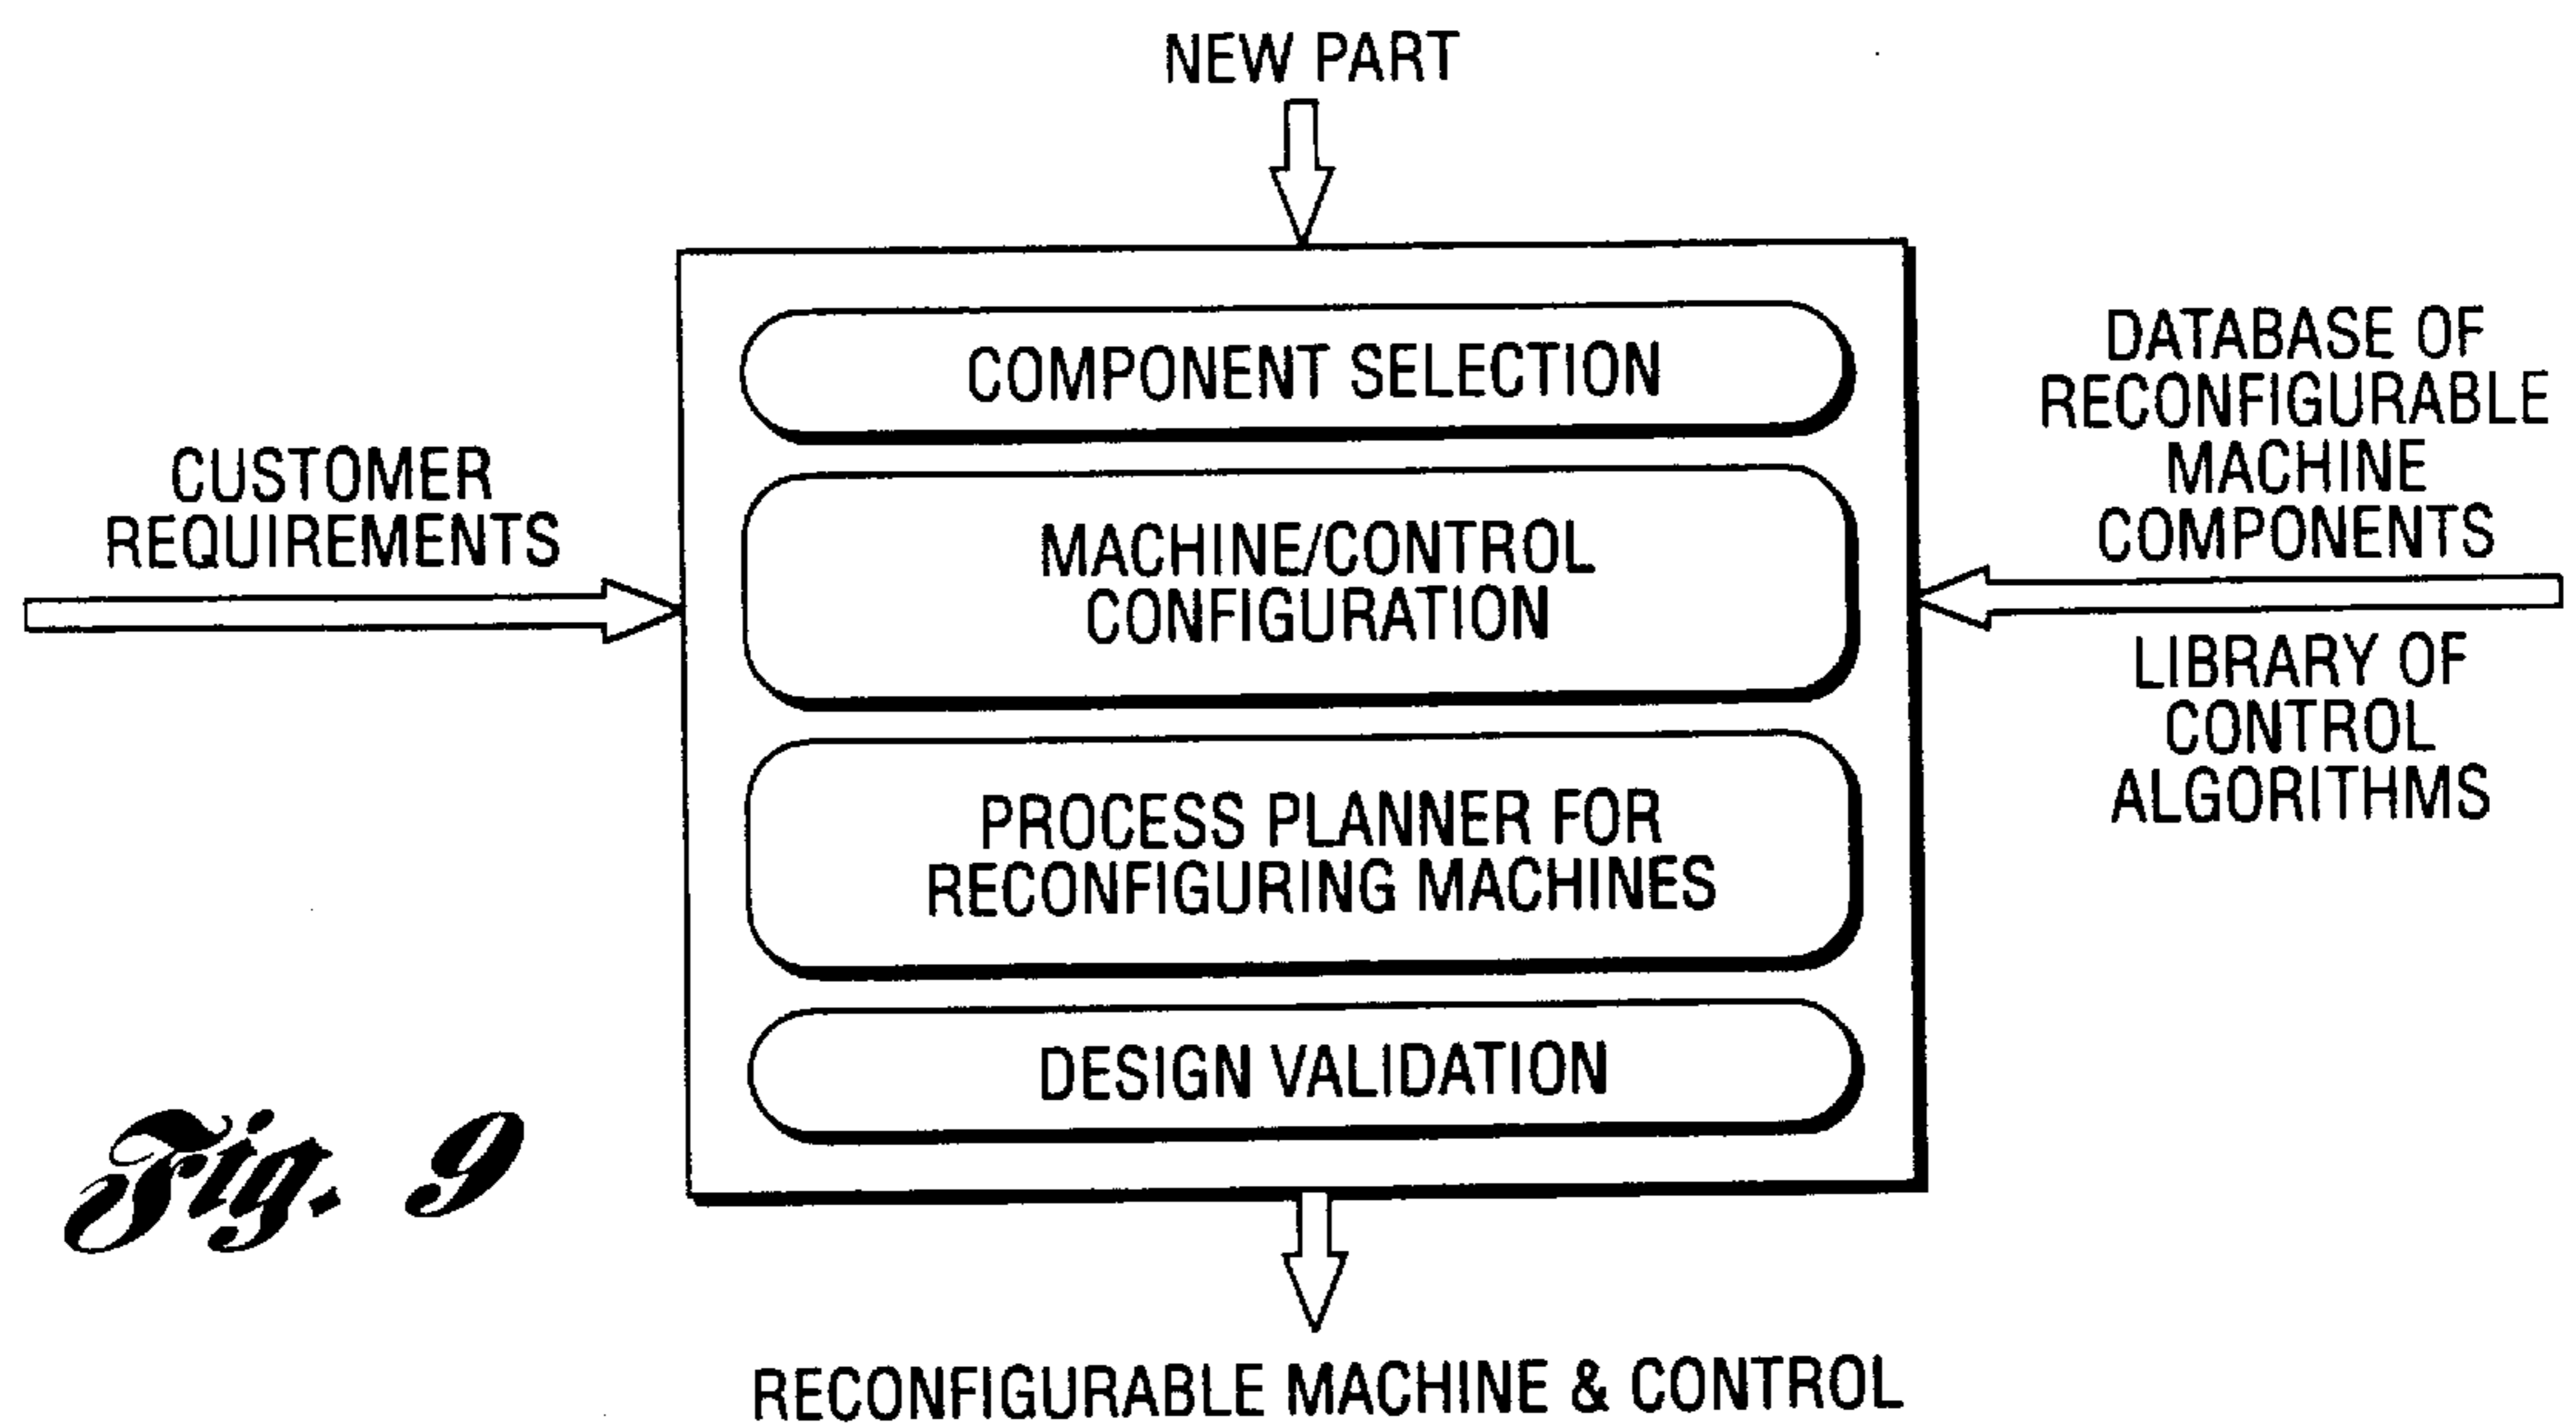 NEW PART
COMPONENT SELECTION
MACHINE/CONTROL
CONFIGURATION
PROCESS PLANNER FOR
RECONFIGURING MACHINES
DESIGN VALIDATION
CUSTOMER
REQUIREMENTS
DATABASE OF
RECONFIGURABLE
MACHINE
COMPONENTS
LIBRARY OF
CONTROL
ALGORITHMS
RECONFIGURABLE MACHINE & CONTROL
Fig. 9